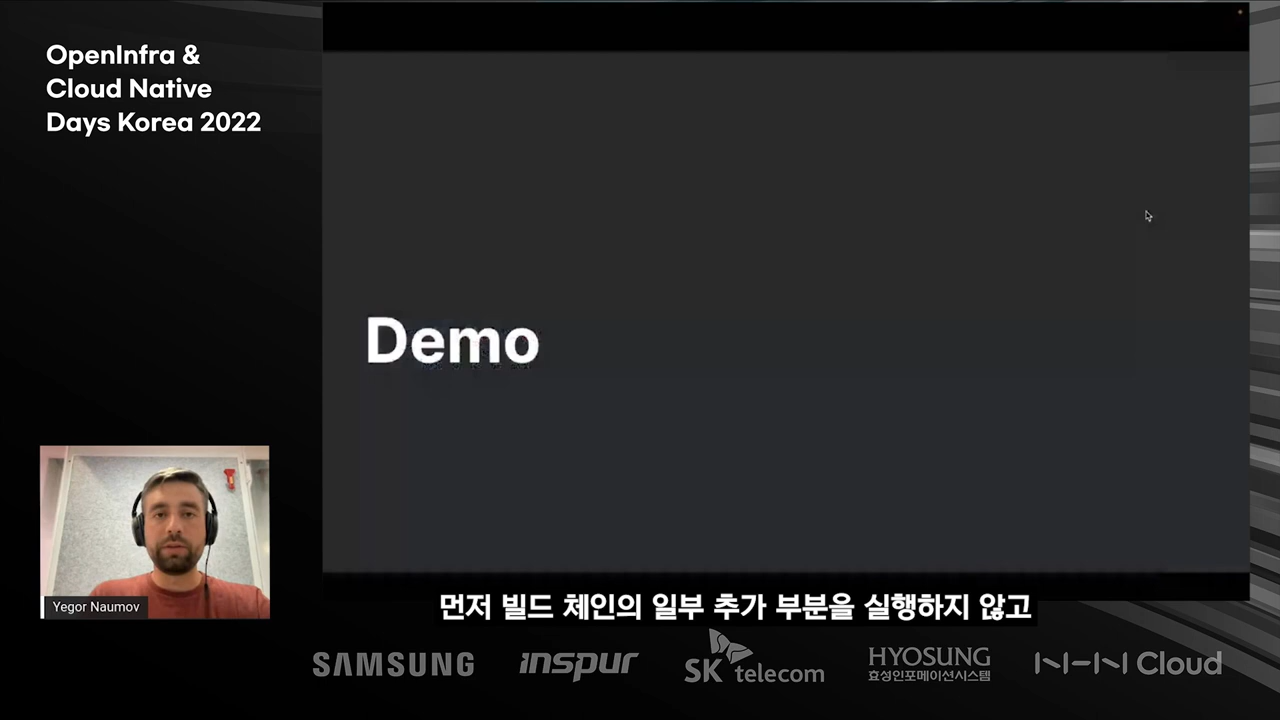 OpenInfra &
Cloud Native
Days Korea 2022
Demo
Yegor Naumov
먼저 빌드 체인의 일부 추가 부분을 실행하지 않고
SAMSUNG
inspur
SK telecom
HYOSUNG
효성인포메이션시스템
NHN Cloud